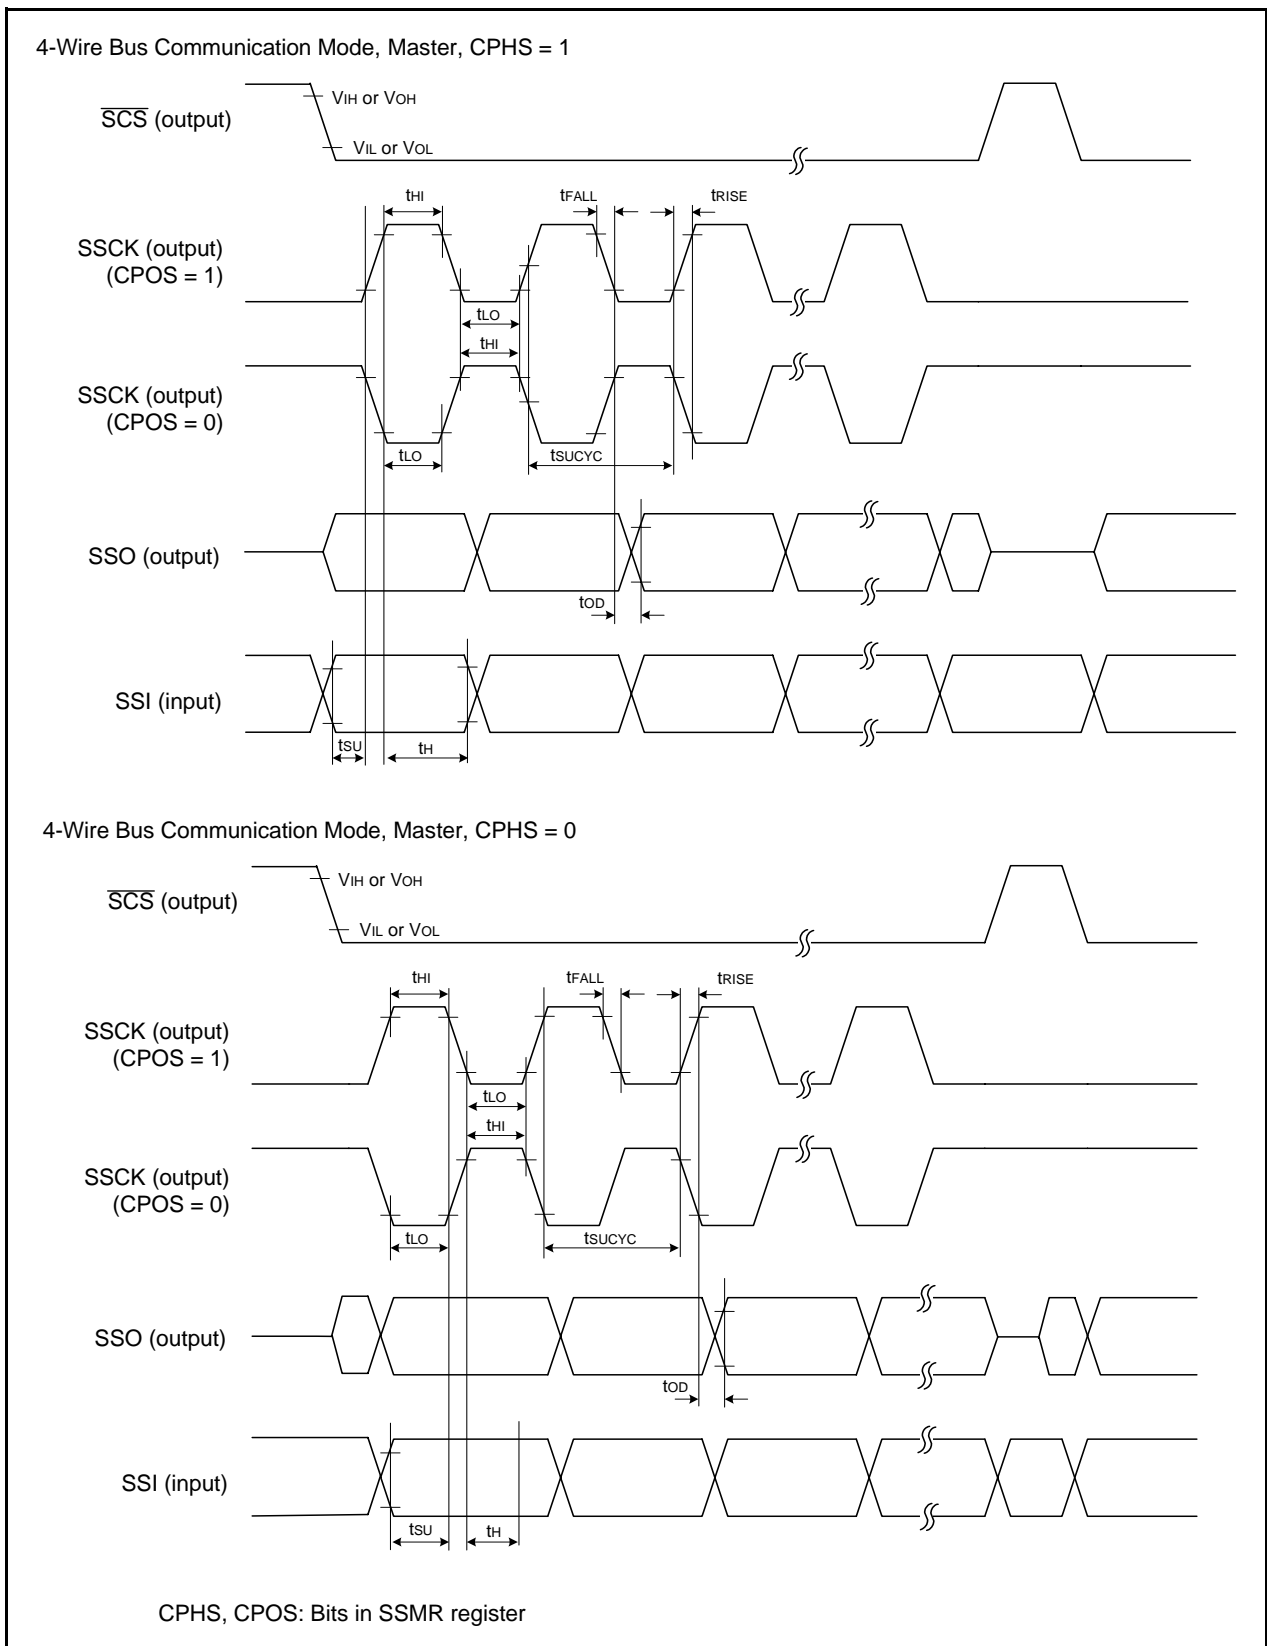 4-Wire Bus Communication Mode, Master, CPHS = 1
VIH or VOH
SCS (output)
VIL or VOL
tHI
tFALL
tRISE
SSCK (output)
(CPOS = 1)
tLO
tHI
SSCK (output)
(CPOS = 0)
tLO
tSUCYC
SSO (output)
tOD
SSI (input)
tSU
tH
4-Wire Bus Communication Mode, Master, CPHS = 0
VIH or VOH
SCS (output)
VIL or VOL
tHI
tFALL
tRISE
SSCK (output)
(CPOS = 1)
tLO
tHI
SSCK (output)
(CPOS = 0)
tLO
tSUCYC
SSO (output)
tOD
SSI (input)
tSU
tH
CPHS, CPOS: Bits in SSMR register